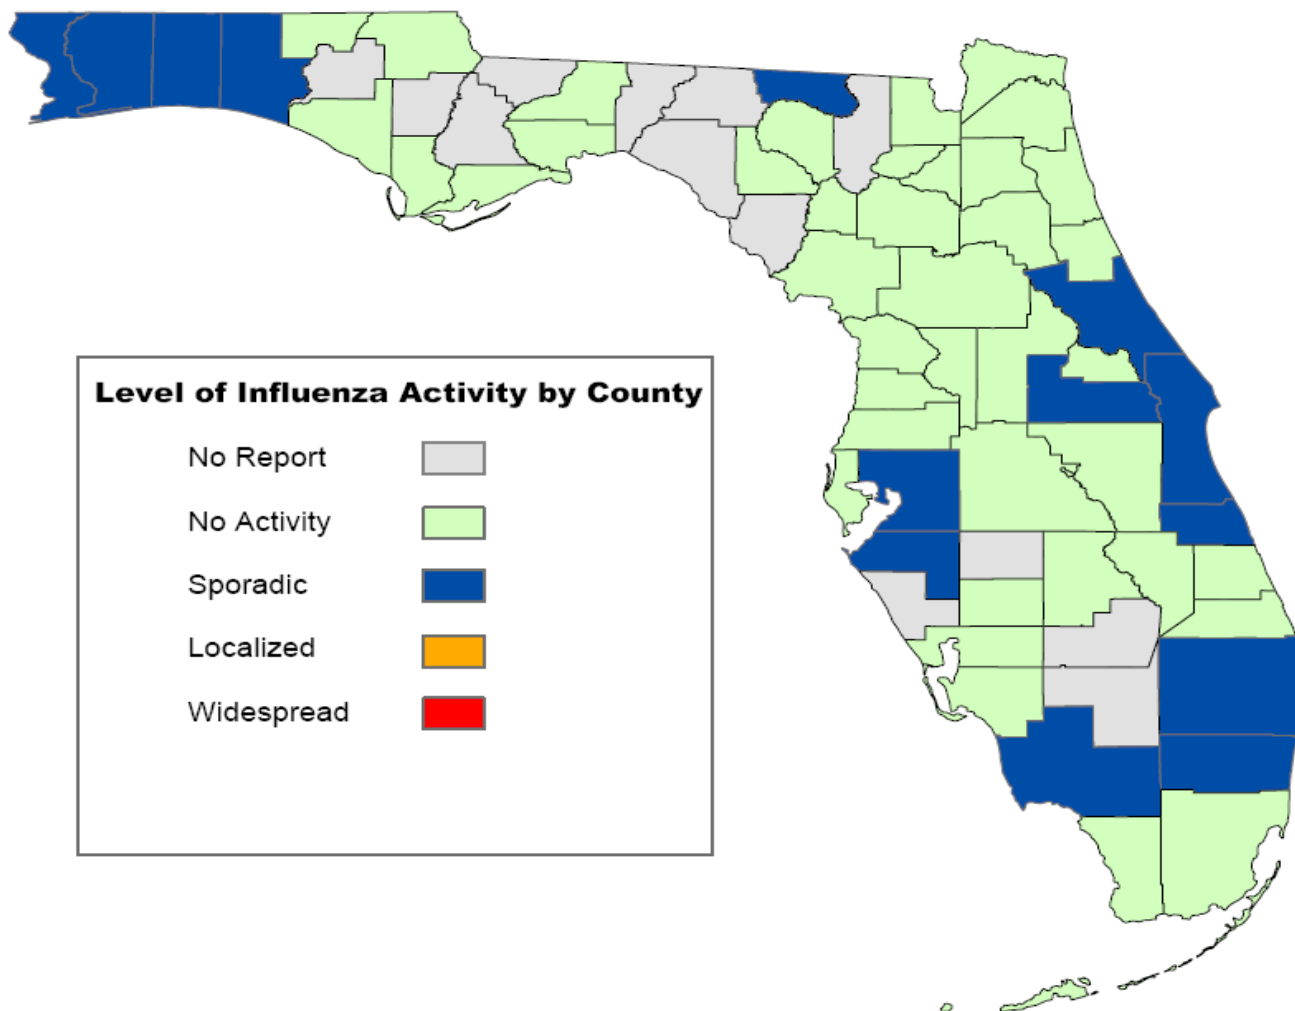 Level of Influenza Activity by County
No Report
No Activity
Sporadic
Localized
Widespread